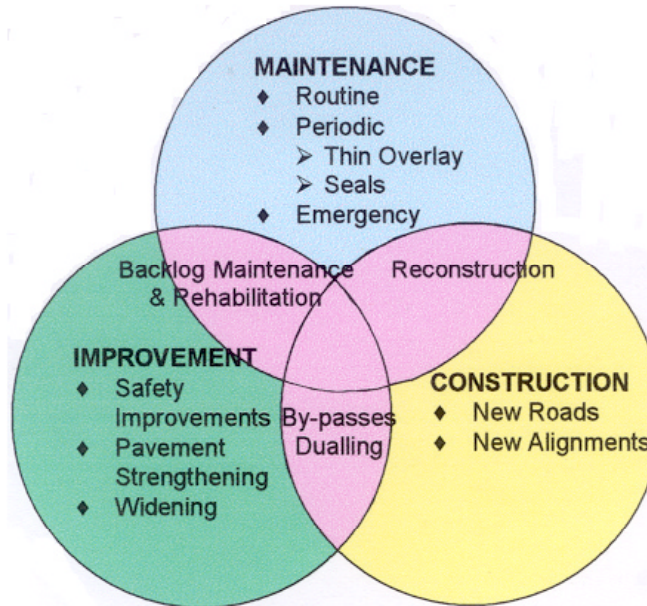 MAINTENANCE
♦ Routine
♦ Periodic
➢ Thin Overlay
➢ Seals
♦ Emergency
Backlog Maintenance
& Rehabilitation
Reconstruction
IMPROVEMENT
♦ Safety
Improvements
♦ Pavement
Strengthening
♦ Widening
By-passes
Dualling
CONSTRUCTION
♦ New Roads
♦ New Alignments